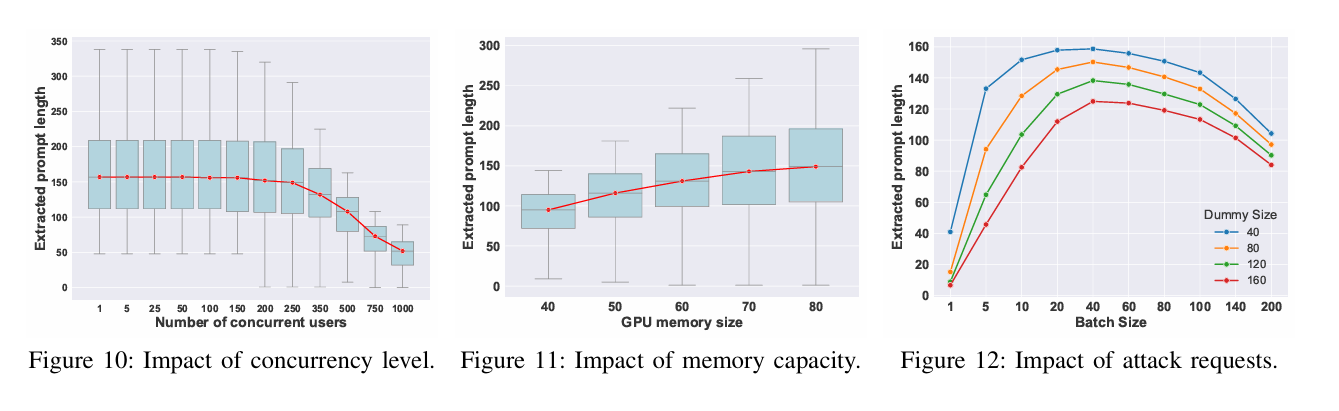 350
300
250
200
150
100
50
0
Extracted prompt length
1 5 25 50 100 150 200 250 350 500 750 1000
Number of concurrent users
Figure 10: Impact of concurrency level.
300
250
200
150
100
50
0
Extracted prompt length
40 50 60 70 80
GPU memory size
Figure 11: Impact of memory capacity.
160
140
120
100
80
60
40
20
0
Extracted prompt length
Dummy Size
40
80
120
160
1 5 10 20 40 60 80 100 140 200
Batch Size
Figure 12: Impact of attack requests.